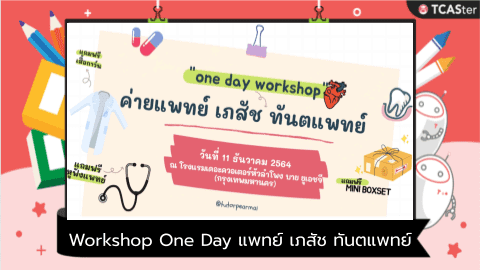 TCASter
แถมฟรี
เสื้อกาวน์
"one day workshop"
ค่ายแพทย์ เภสัช ทันตแพทย์
วันที่ 11 ธันวาคม 2564
ณ โรงแรมเดอะควอเตอร์หัวลำโพง บาย ยูเอชจี
(กรุงเทพมหานคร)
แถมฟรี
หูฟังแพทย์
แถมฟรี
MINI BOXSET
@tutorpearmai
Workshop One Day แพทย์ เภสัช ทันตแพทย์